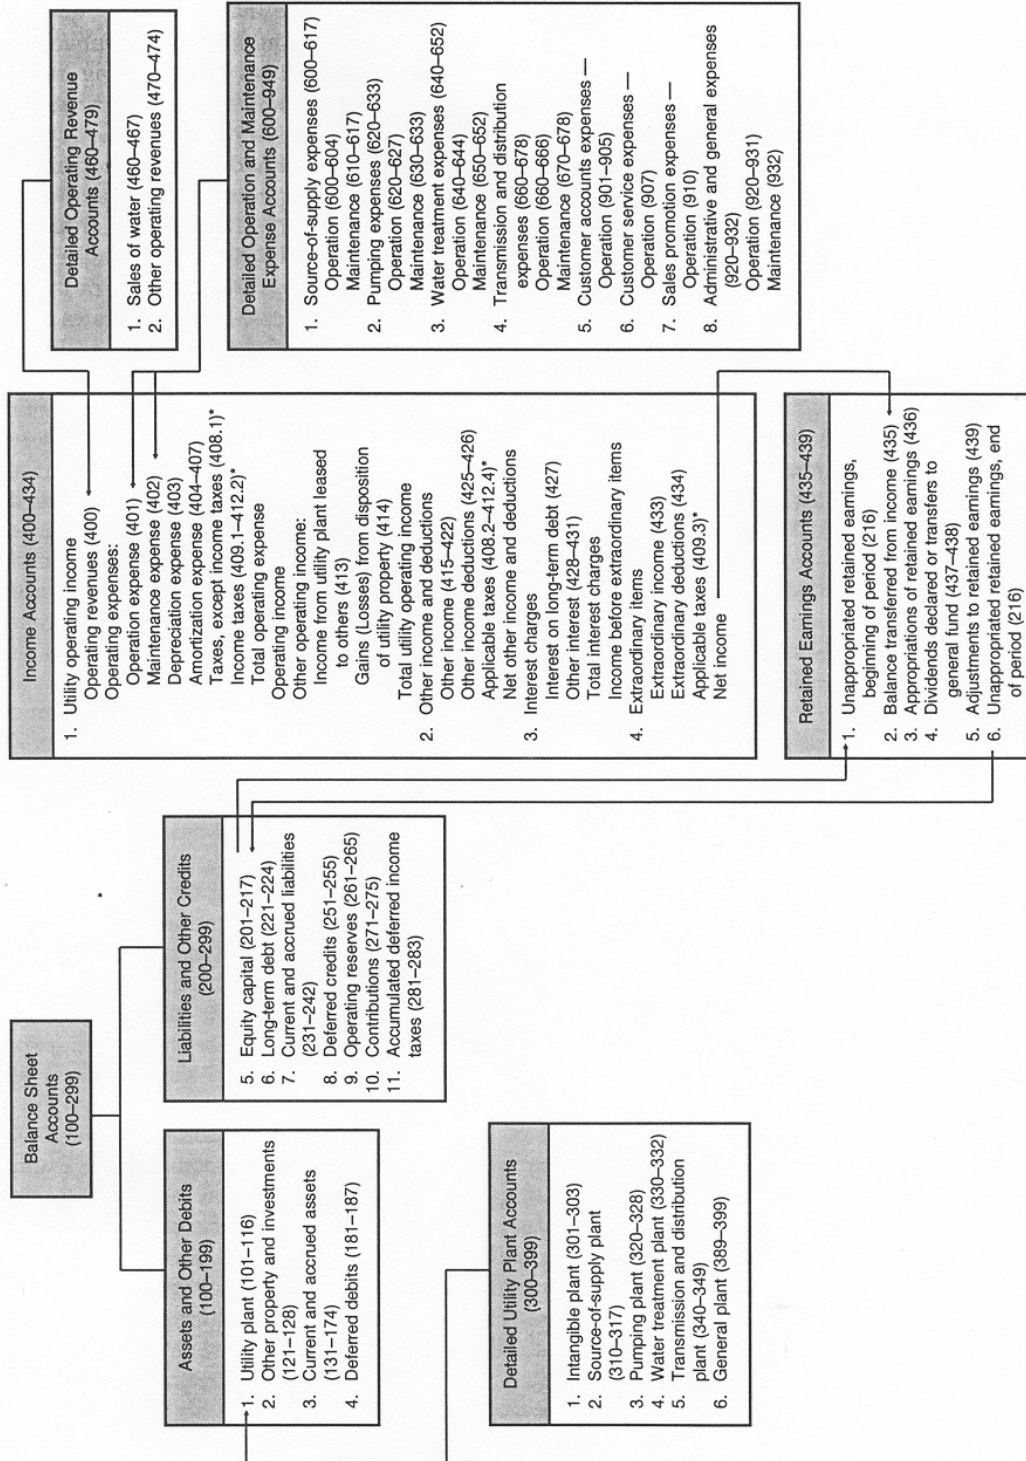 Balance Sheet
Accounts
(100–299)
Assets and Other Debits
(100–199)
1. Utility plant (101–116)
2. Other property and investments
(121–128)
3. Current and accrued assets
(131–174)
4. Deferred debits (181–187)
Liabilities and Other Credits
(200–299)
5. Equity capital (201–217)
6. Long-term debt (221–224)
7. Current and accrued liabilities
(231–242)
8. Deferred credits (251–255)
9. Operating reserves (261–265)
10. Contributions (271–275)
11. Accumulated deferred income
taxes (281–283)
Detailed Utility Plant Accounts
(300–399)
1. Intangible plant (301–303)
2. Source-of-supply plant
(310–317)
3. Pumping plant (320–328)
4. Water treatment plant (330–332)
5. Transmission and distribution
plant (340–349)
6. General plant (389–399)
Income Accounts (400–434)
1. Utility operating income
Operating revenues (400)
Operating expenses:
Operation expense (401)
Maintenance expense (402)
Depreciation expense (403)
Amortization expense (404–407)
Taxes, except income taxes (408.1)*
Income taxes (409.1–412.2)*
Total operating expense
Operating income
Other operating income:
Income from utility plant leased
to others (413)
Gains (Losses) from disposition
of utility property (414)
Total utility operating income
2. Other income and deductions
Other income (415–422)
Other income deductions (425–426)
Applicable taxes (408.2–412.4)*
Net other income and deductions
3. Interest charges
Interest on long-term debt (427)
Other interest (428–431)
Total interest charges
Income before extraordinary items
4. Extraordinary items
Extraordinary income (433)
Extraordinary deductions (434)
Applicable taxes (409.3)*
Net income
Retained Earnings Accounts (435–439)
1. Unappropriated retained earnings,
beginning of period (216)
2. Balance transferred from income (435)
3. Appropriations of retained earnings (436)
4. Dividends declared or transfers to
general fund (437–438)
5. Adjustments to retained earnings (439)
6. Unappropriated retained earnings, end
of period (216)
Detailed Operating Revenue
Accounts (460–479)
1. Sales of water (460–467)
2. Other operating revenues (470–474)
Detailed Operation and Maintenance
Expense Accounts (600–949)
1. Source-of-supply expenses (600–617)
Operation (600–604)
Maintenance (610–617)
2. Pumping expenses (620–633)
Operation (620–627)
Maintenance (630–633)
3. Water treatment expenses (640–652)
Operation (640–644)
Maintenance (650–652)
4. Transmission and distribution
expenses (660–678)
Operation (660–666)
Maintenance (670–678)
5. Customer accounts expenses —
Operation (901–905)
6. Customer service expenses —
Operation (907)
7. Sales promotion expenses —
Operation (910)
8. Administrative and general expenses
(920–932)
Operation (920–931)
Maintenance (932)